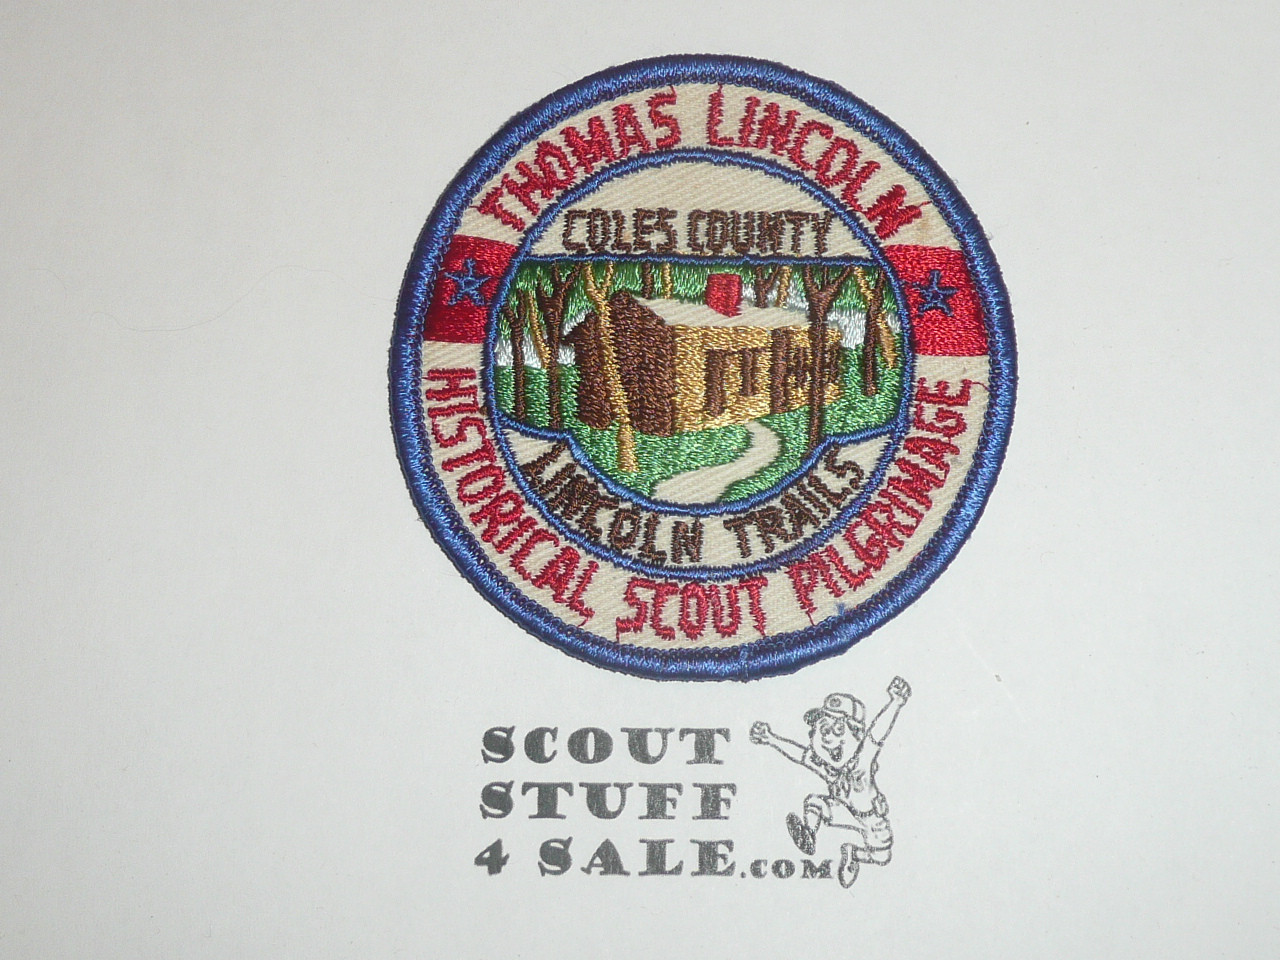 THOMAS LINCOLN
COLES COUNTY
LINCOLN TRAILS
HISTORICAL SCOUT PILGRIMAGE
SCOUT
STUFF
4 SALE.COM